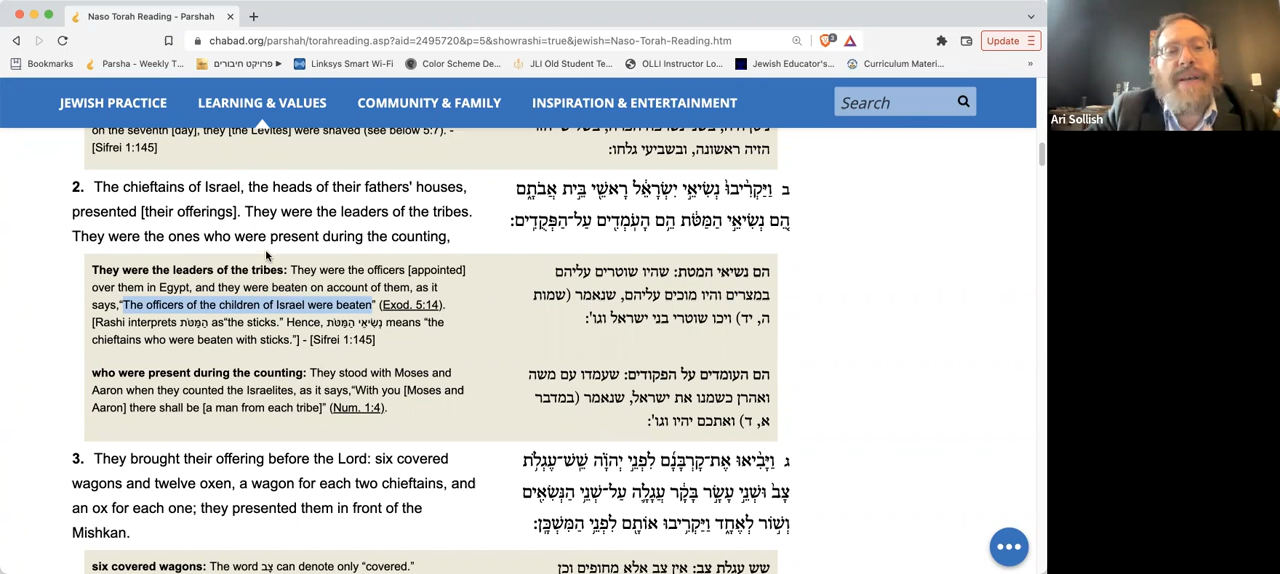 Naso Torah Reading - Parshah
chabad.org/parshah/torahreading.asp?aid=2495720&p=5&showrashi=true&jewish=Naso-Torah-Reading.htm
Update
Bookmarks
Parsha - Weekly T...
פרויקט חיבורים
Linksys Smart Wi-Fi
Color Scheme De...
JLI Old Student Te...
OLLI Instructor Lo...
Jewish Educator's...
Curriculum Materi...
JEWISH PRACTICE
LEARNING & VALUES
COMMUNITY & FAMILY
INSPIRATION & ENTERTAINMENT
Search
Ari Sollish
on the seventh [day], they [the Levites] were shaved (see below 5:7). -
[Sifrei 1:145]
הזיה ראשונה, ובשביעי גלחו:
2. The chieftains of Israel, the heads of their fathers' houses,
presented [their offerings]. They were the leaders of the tribes.
They were the ones who were present during the counting,
ב וַיַּקְרִ֙יבוּ֙ נְשִׂיאֵ֣י יִשְׂרָאֵ֔ל רָאשֵׁ֖י בֵּ֣ית אֲבֹתָ֑ם
הֵ֚ם נְשִׂיאֵ֣י הַמַּטֹּ֔ת הֵ֥ם הָעֹֽמְדִ֖ים עַל־הַפְּקֻדִֽים:
They were the leaders of the tribes: They were the officers [appointed]
over them in Egypt, and they were beaten on account of them, as it
says,“The officers of the children of Israel were beaten” (Exod. 5:14).
[Rashi interprets הַמַּטֹּת as“the sticks.” Hence, נְשִׂיאֵי הַמַּטֹּת means “the
chieftains who were beaten with sticks.”] - [Sifrei 1:145]
הם נשיאי המטת: שהיו שוטרים עליהם
במצרים והיו מוכים עליהם, שנאמר (שמות
ה, יד) ויכו שוטרי בני ישראל וגו':
who were present during the counting: They stood with Moses and
Aaron when they counted the Israelites, as it says,“With you [Moses and
Aaron] there shall be [a man from each tribe]” (Num. 1:4).
הם העומדים על הפקודים: שעמדו עם משה
ואהרן כשמנו את ישראל, שנאמר (במדבר
א, ד) ואתכם יהיו וגו':
3. They brought their offering before the Lord: six covered
wagons and twelve oxen, a wagon for each two chieftains, and
an ox for each one; they presented them in front of the
Mishkan.
ג וַיָּבִ֨יאוּ אֶת־קָרְבָּנָ֜ם לִפְנֵ֣י יְהֹוָ֗ה שֵֽׁשׁ־עֶגְלֹ֥ת
צָב֙ וּשְׁנֵ֣י עָשָׂ֣ר בָּקָ֔ר עֲגָלָ֛ה עַל־שְׁנֵ֥י הַנְּשִׂאִ֖ים
וְשׁ֣וֹר לְאֶחָ֑ד וַיַּקְרִ֥יבוּ אוֹתָ֖ם לִפְנֵ֥י הַמִּשְׁכָּֽן:
six covered wagons: The word צָב can denote only “covered.”
שש עגלת צב: אין צב אלא מחופים וכן